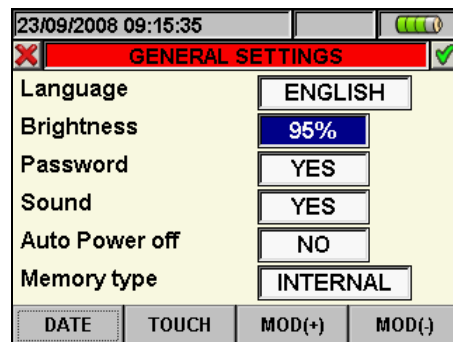 23/09/2008 09:15:35
GENERAL SETTINGS
Language ENGLISH
Brightness 95%
Password YES
Sound YES
Auto Power off NO
Memory type INTERNAL
DATE TOUCH MOD(+) MOD(-)